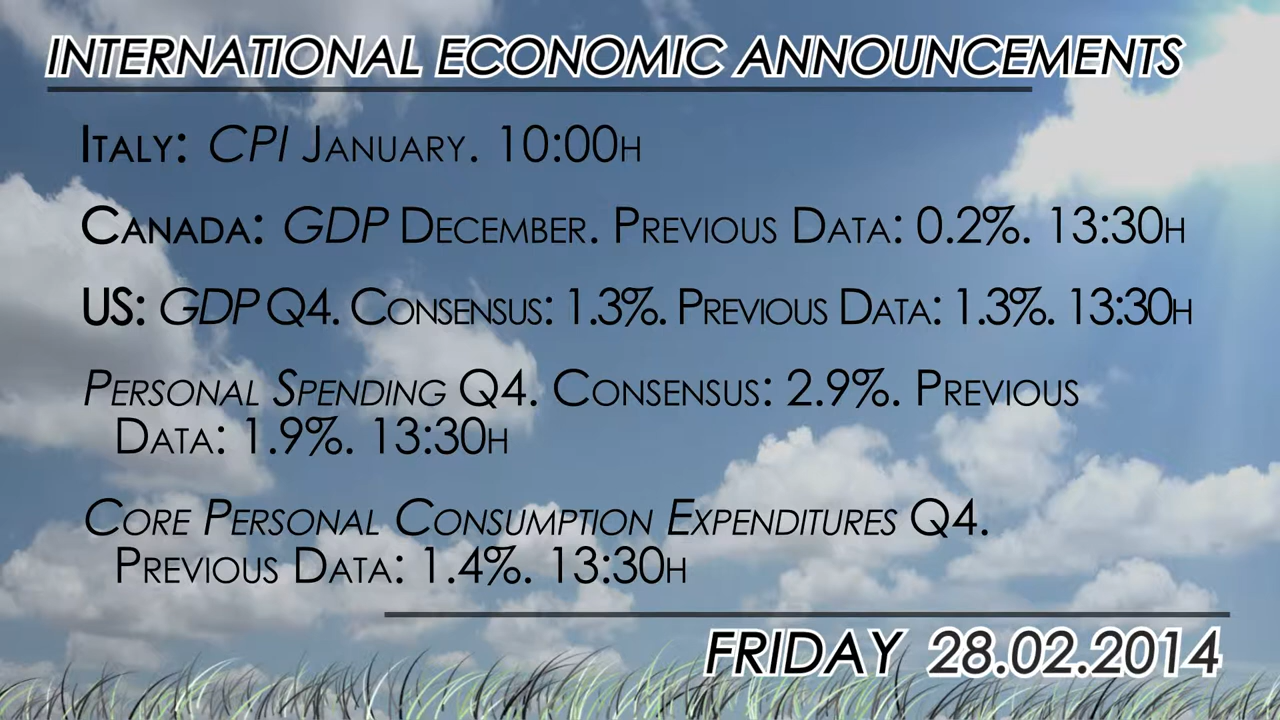 INTERNATIONAL ECONOMIC ANNOUNCEMENTS
ITALY: CPI JANUARY. 10:00H
CANADA: GDP DECEMBER. PREVIOUS DATA: 0.2%. 13:30H
US: GDP Q4. CONSENSUS: 1.3%. PREVIOUS DATA: 1.3%. 13:30H
PERSONAL SPENDING Q4. CONSENSUS: 2.9%. PREVIOUS
DATA: 1.9%. 13:30H
CORE PERSONAL CONSUMPTION EXPENDITURES Q4.
PREVIOUS DATA: 1.4%. 13:30H
FRIDAY 28.02.2014